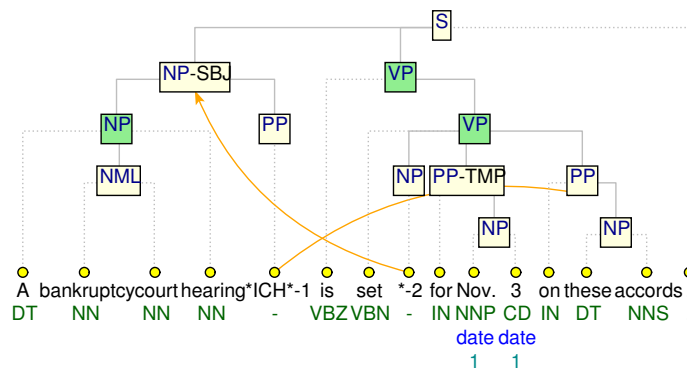 S
NP-SBJ VP
NP PP VP
NML NP PP-TMP PP
NP NP
A bankruptcy court hearing *ICH*-1 is set *-2 for Nov. 3 on these accords
DT NN NN NN - VBZ VBN - IN NNP CD IN DT NNS
date date
1 1